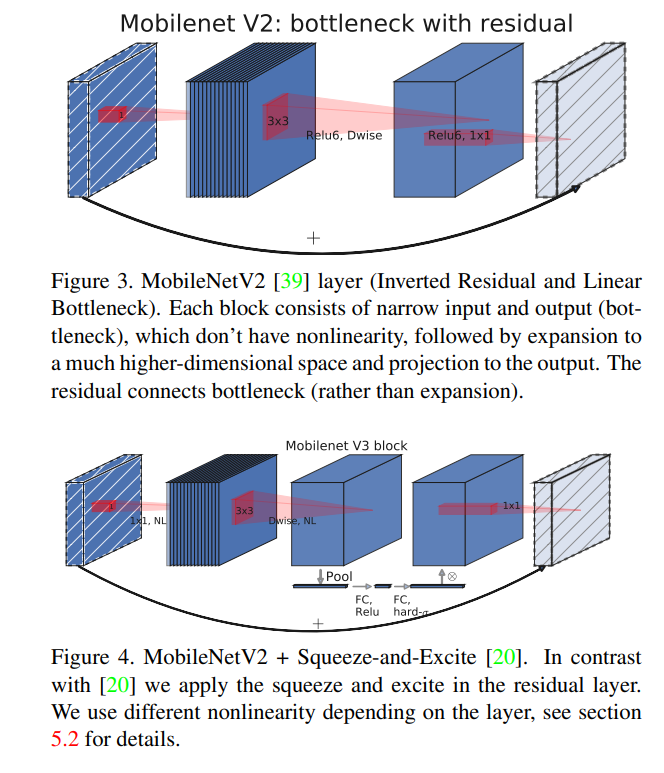 Mobilenet V2: bottleneck with residual
1
3x3
Relu6, Dwise
Relu6, 1x1
+
Figure 3. MobileNetV2 [39] layer (Inverted Residual and Linear
Bottleneck). Each block consists of narrow input and output (bot-
tleneck), which don't have nonlinearity, followed by expansion to
a much higher-dimensional space and projection to the output. The
residual connects bottleneck (rather than expansion).
Mobilenet V3 block
1
1x1, NL
3x3
Dwise, NL
1x1
Pool
⊗
FC,
Relu
FC,
hard-σ
+
Figure 4. MobileNetV2 + Squeeze-and-Excite [20]. In contrast
with [20] we apply the squeeze and excite in the residual layer.
We use different nonlinearity depending on the layer, see section
5.2 for details.